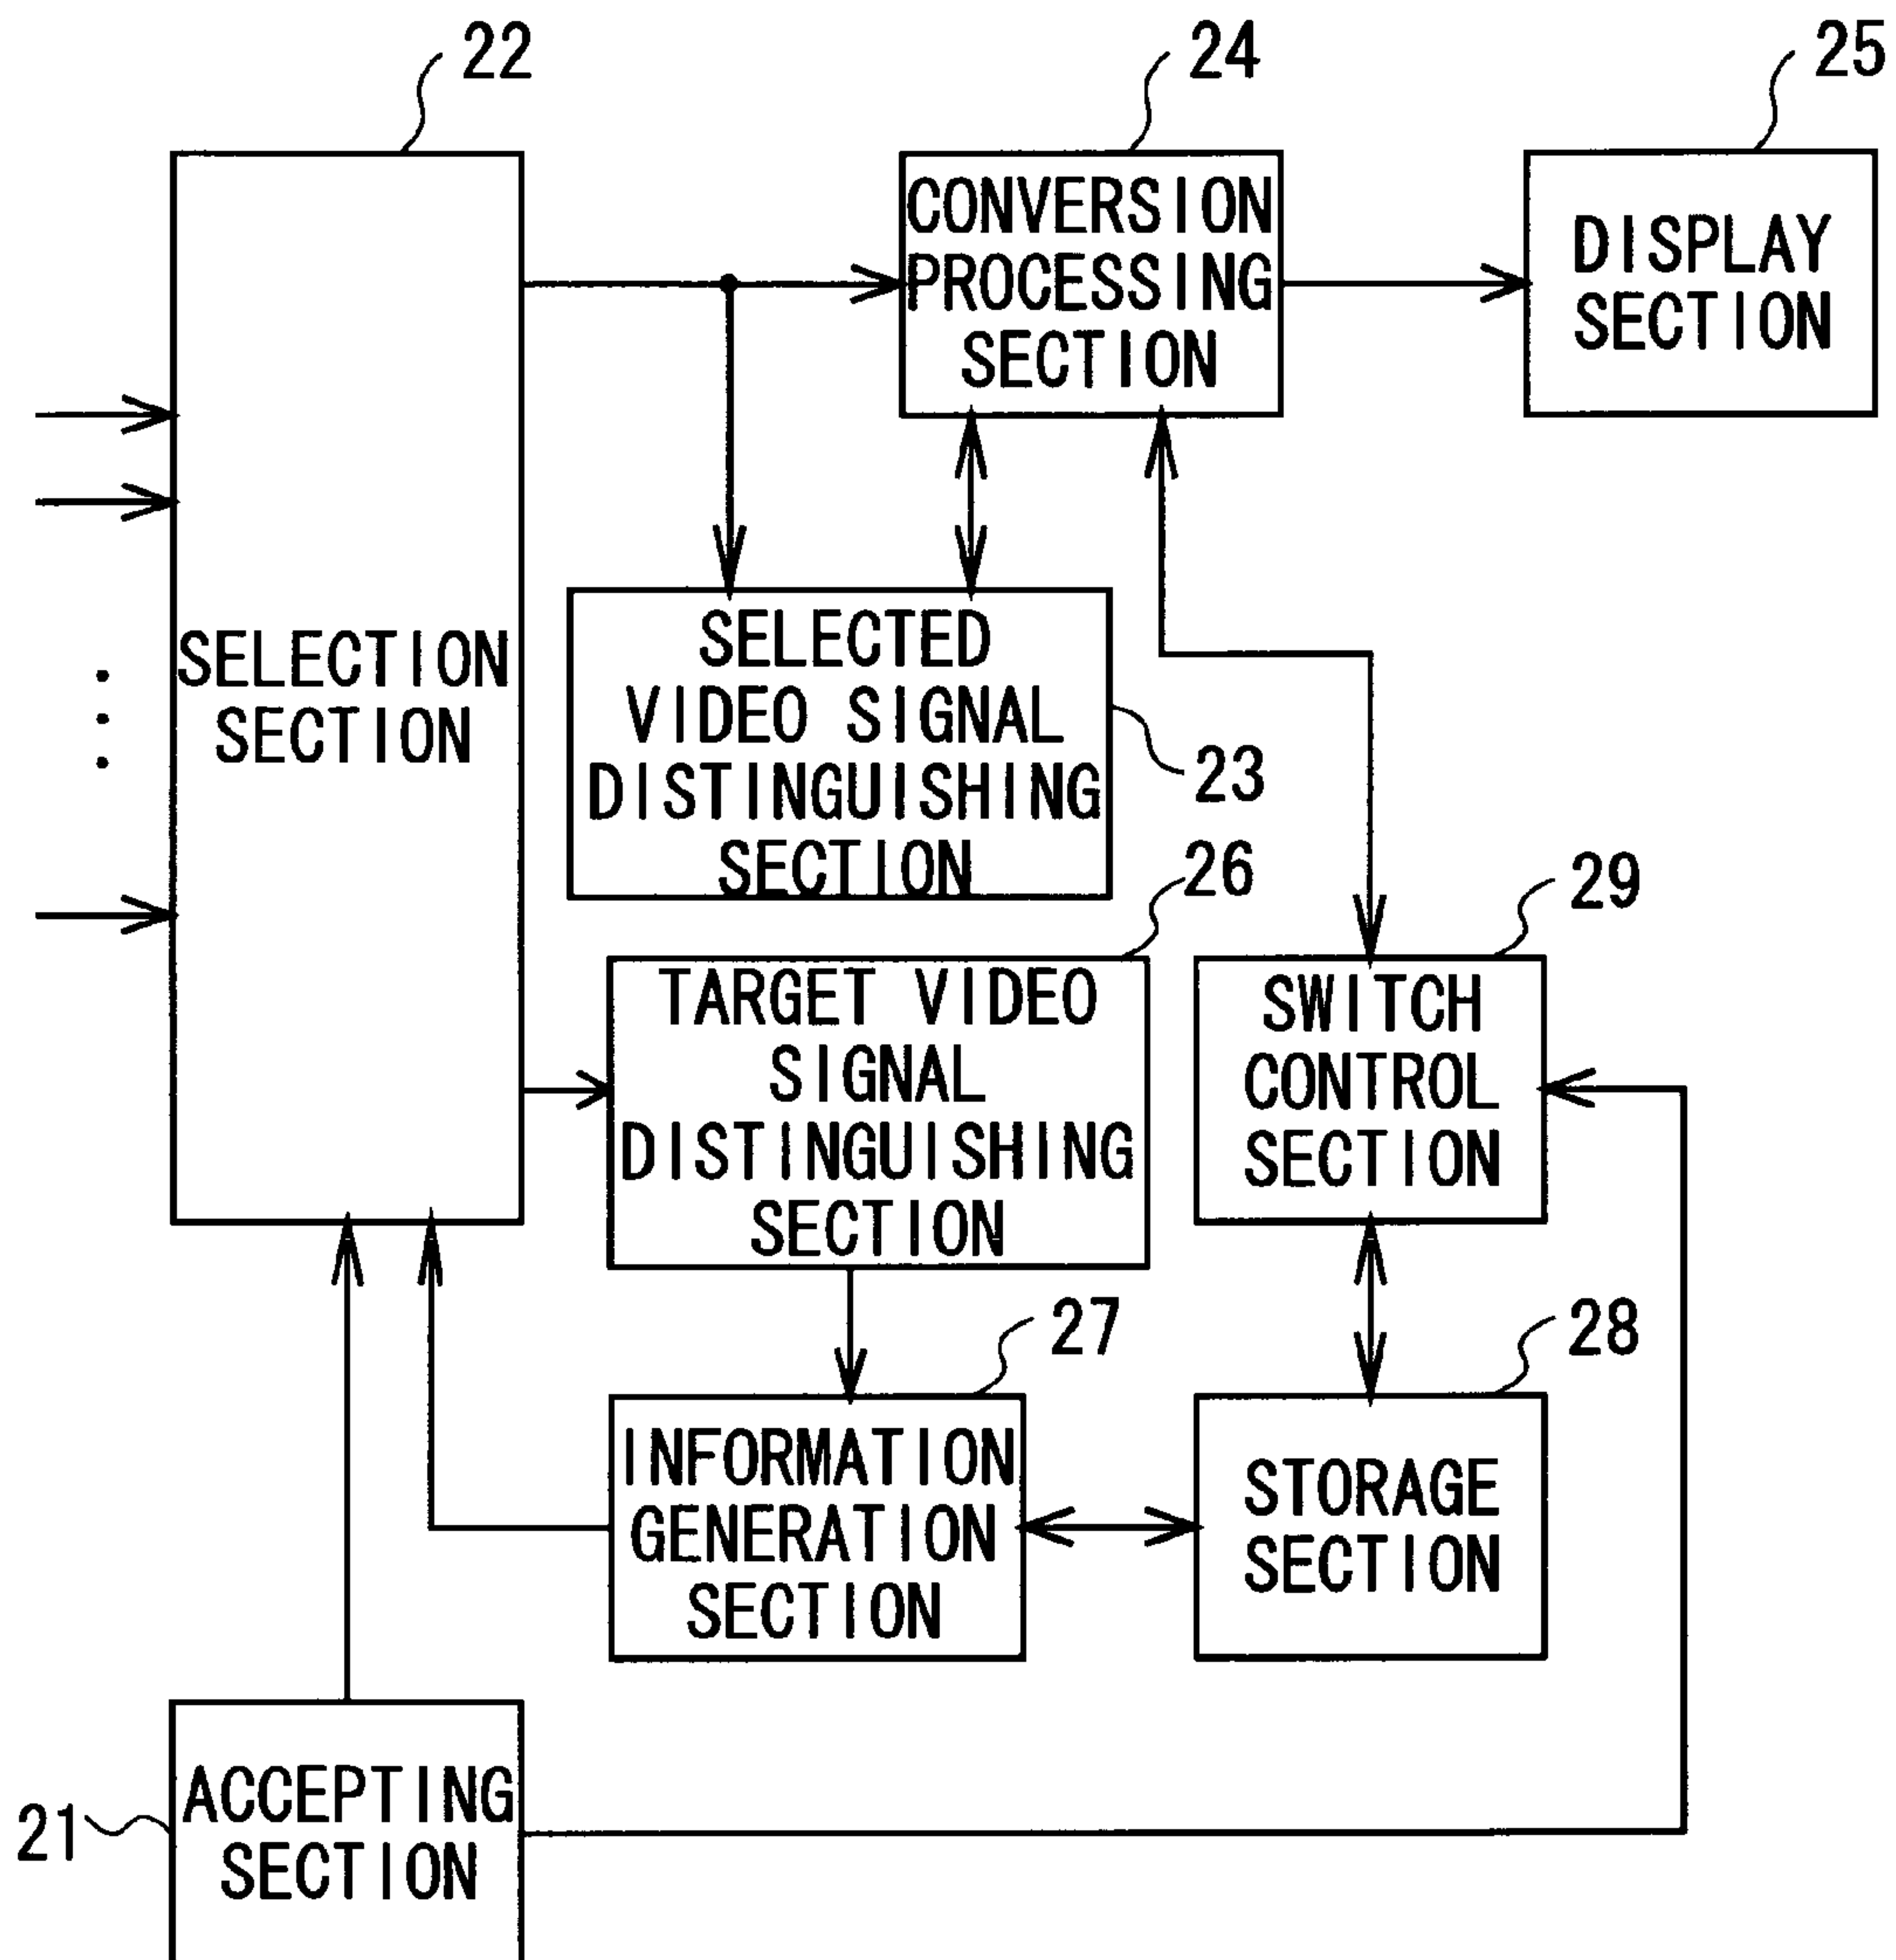 22
24
25
CONVERSION
PROCESSING
SECTION
DISPLAY
SECTION
SELECTION
SECTION
SELECTED
VIDEO SIGNAL
DISTINGUISHING
SECTION
23
26
29
TARGET VIDEO
SIGNAL
DISTINGUISHING
SECTION
SWITCH
CONTROL
SECTION
27
28
INFORMATION
GENERATION
SECTION
STORAGE
SECTION
21
ACCEPTING
SECTION